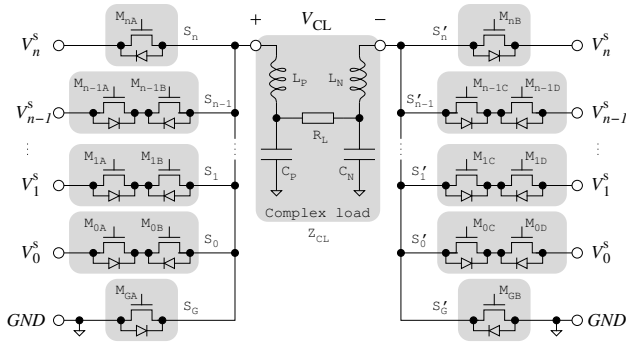 + V_CL −
V_n^s M_nA S_n S'_n M_nB V_n^s
L_P L_N
V_n-1^s M_n-1A M_n-1B S_n-1 S'_n-1 M_n-1C M_n-1D V_n-1^s
R_L
V_1^s M_1A M_1B S_1 C_P C_N S'_1 M_1C M_1D V_1^s
Complex load
Z_CL
V_0^s M_0A M_0B S_0 S'_0 M_0C M_0D V_0^s
GND M_GA S_G S'_G M_GB GND